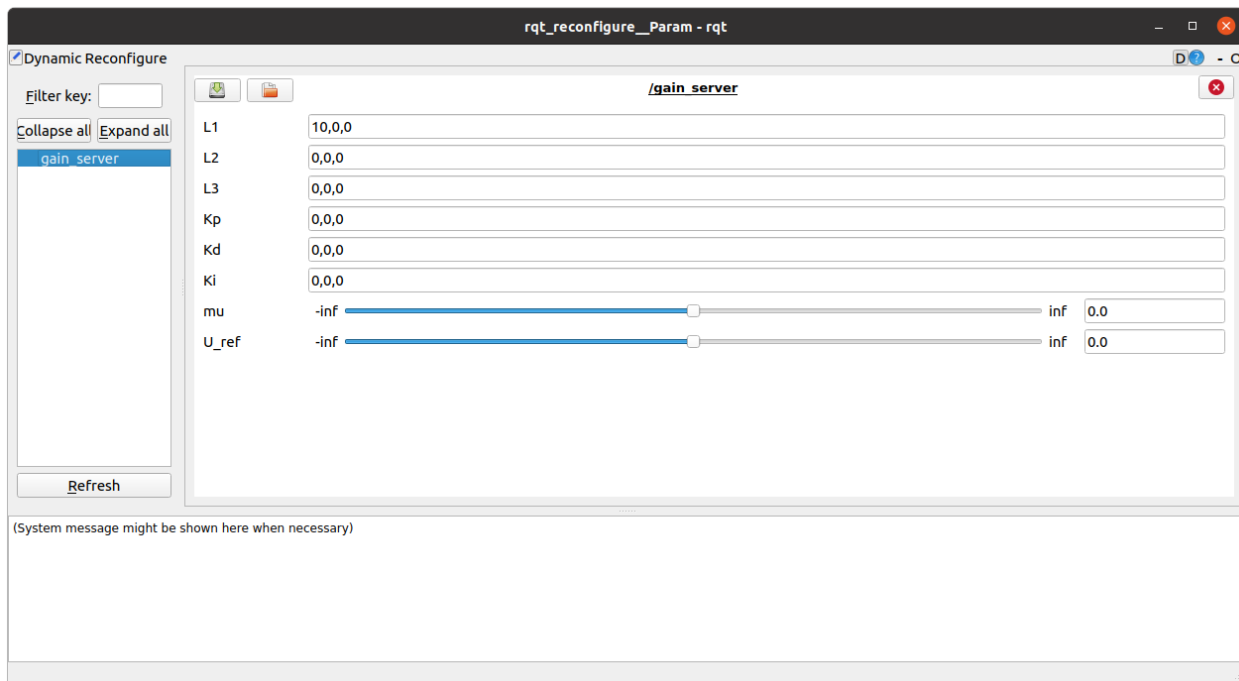 rqt_reconfigure__Param - rqt
Dynamic Reconfigure
D ? - O
Filter key:
/gain_server
Collapse all Expand all
gain_server
L1 10,0,0
L2 0,0,0
L3 0,0,0
Kp 0,0,0
Kd 0,0,0
Ki 0,0,0
mu -inf inf 0.0
U_ref -inf inf 0.0
Refresh
(System message might be shown here when necessary)